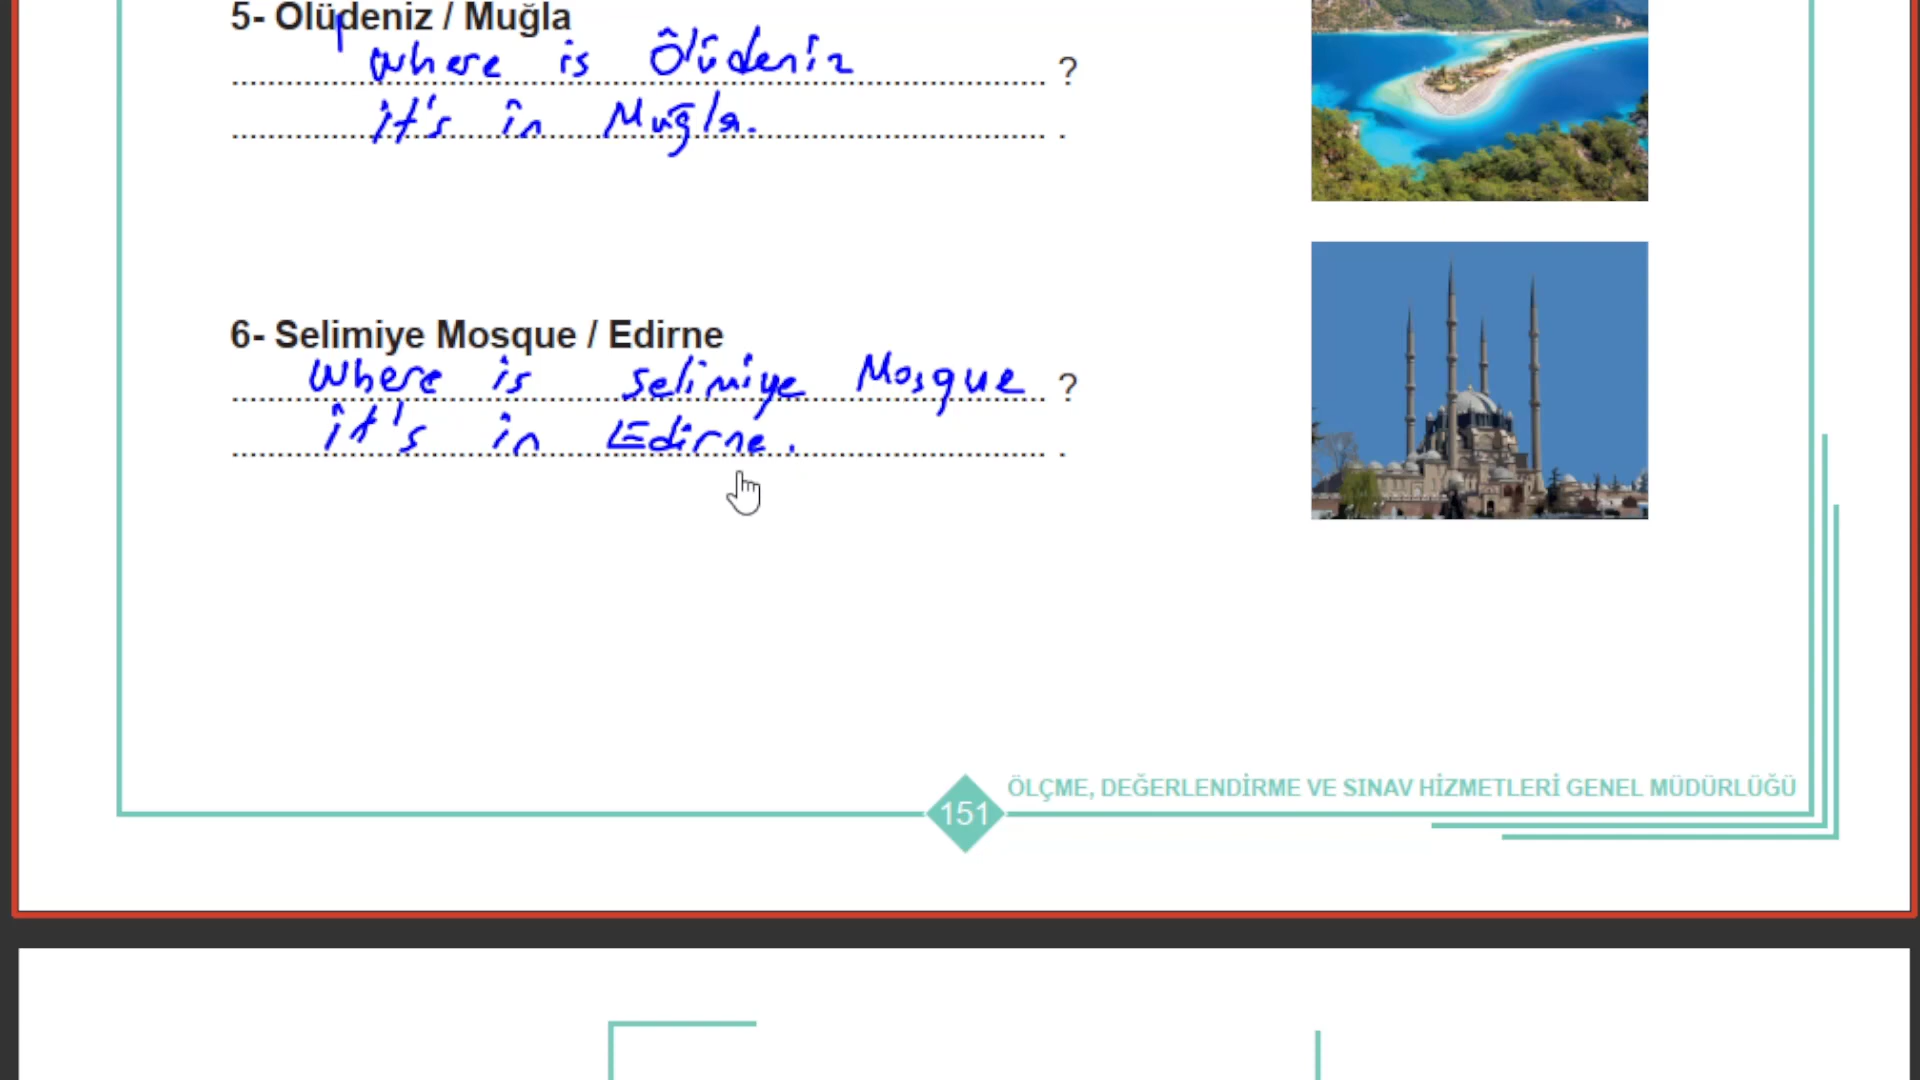 5- Ölüdeniz / Muğla
Where is Ölüdeniz ?
it's in Muğla. .
6- Selimiye Mosque / Edirne
Where is Selimiye Mosque ?
it's in Edirne. .
ÖLÇME, DEĞERLENDİRME VE SINAV HİZMETLERİ GENEL MÜDÜRLÜĞÜ
151